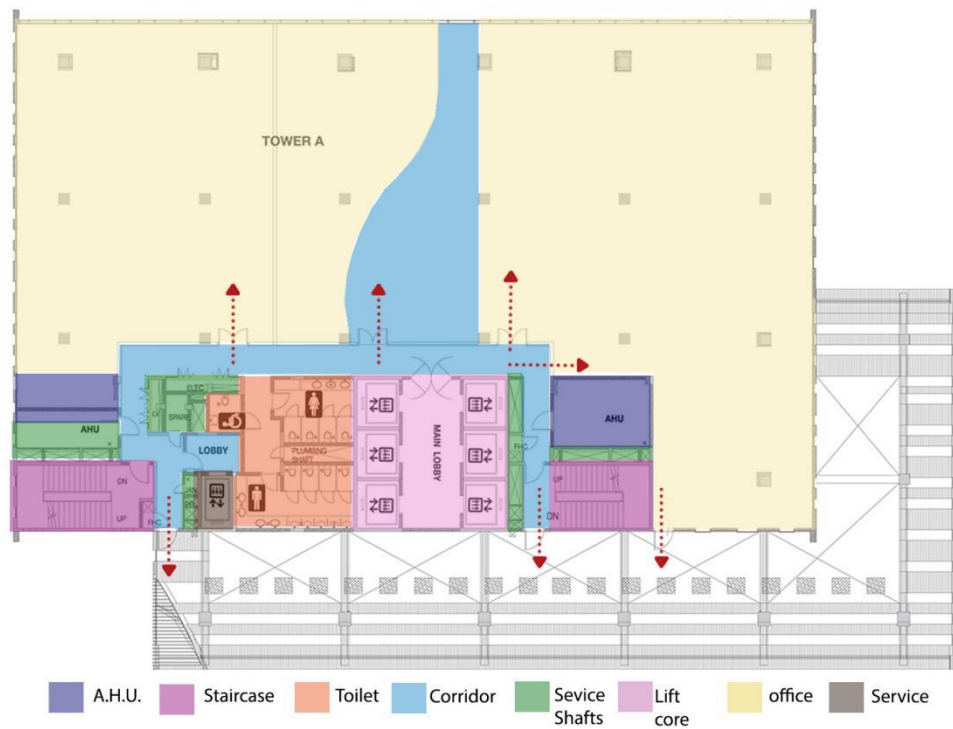 TOWER A
ELEC
LV
SPARE
AHU
LOBBY
PLUMBING
SHAFT
MAIN LOBBY
FHC
AHU
DN
UP
FHC
UP
DN
A.H.U.
Staircase
Toilet
Corridor
Sevice
Shafts
Lift
core
office
Service